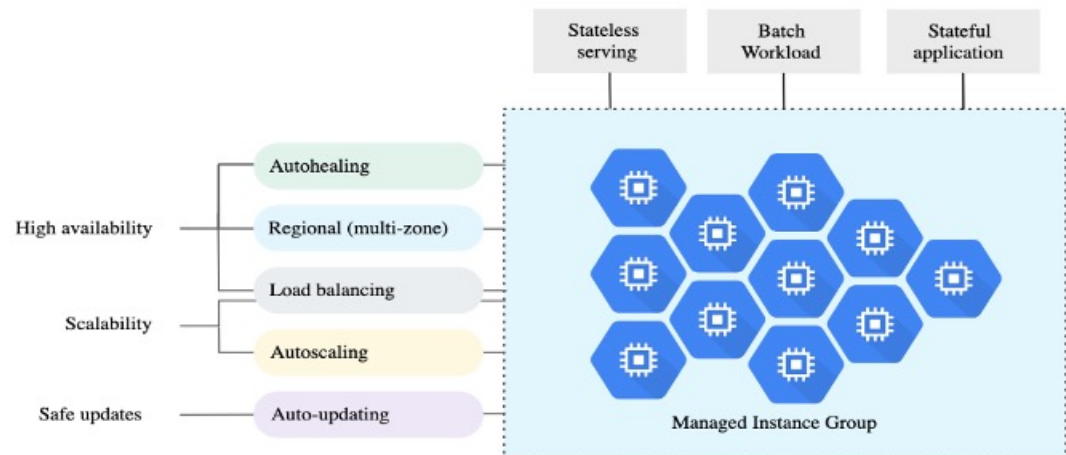 Stateless
serving
Batch
Workload
Stateful
application
Autohealing
High availability
Regional (multi-zone)
Load balancing
Scalability
Autoscaling
Safe updates
Auto-updating
Managed Instance Group